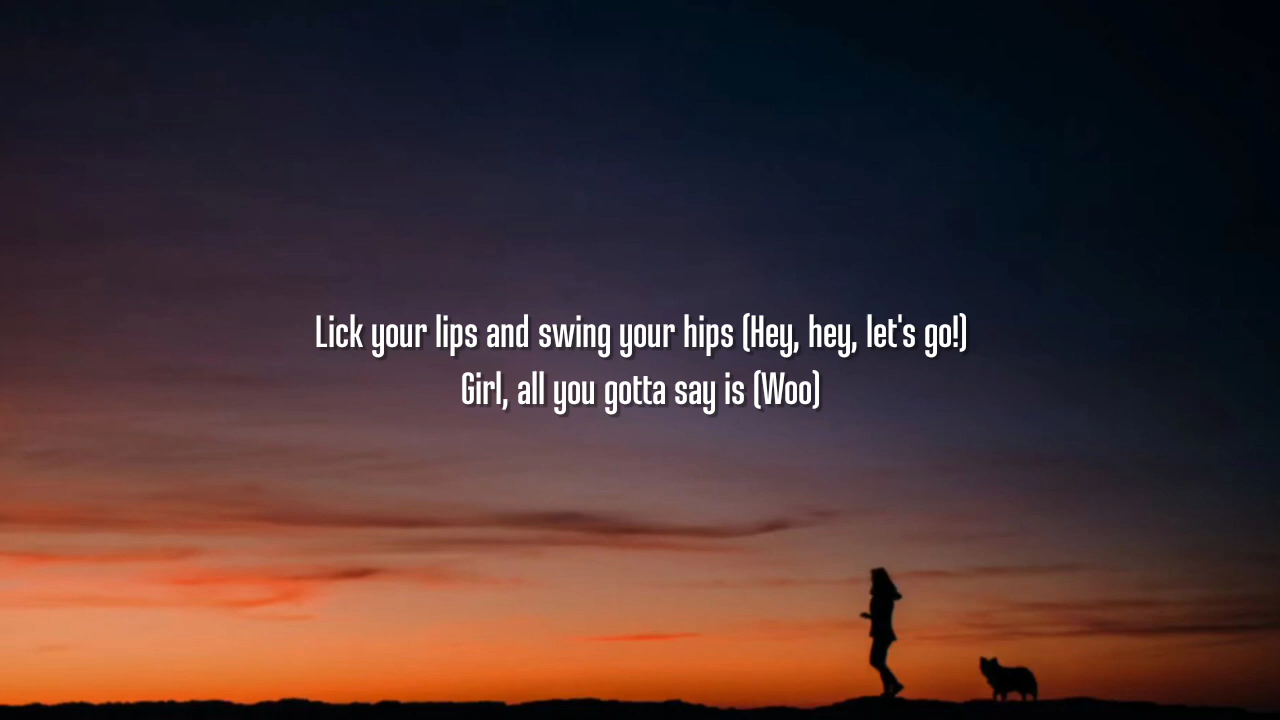 Lick your lips and swing your hips (Hey, hey, let's go!)
Girl, all you gotta say is (Woo)